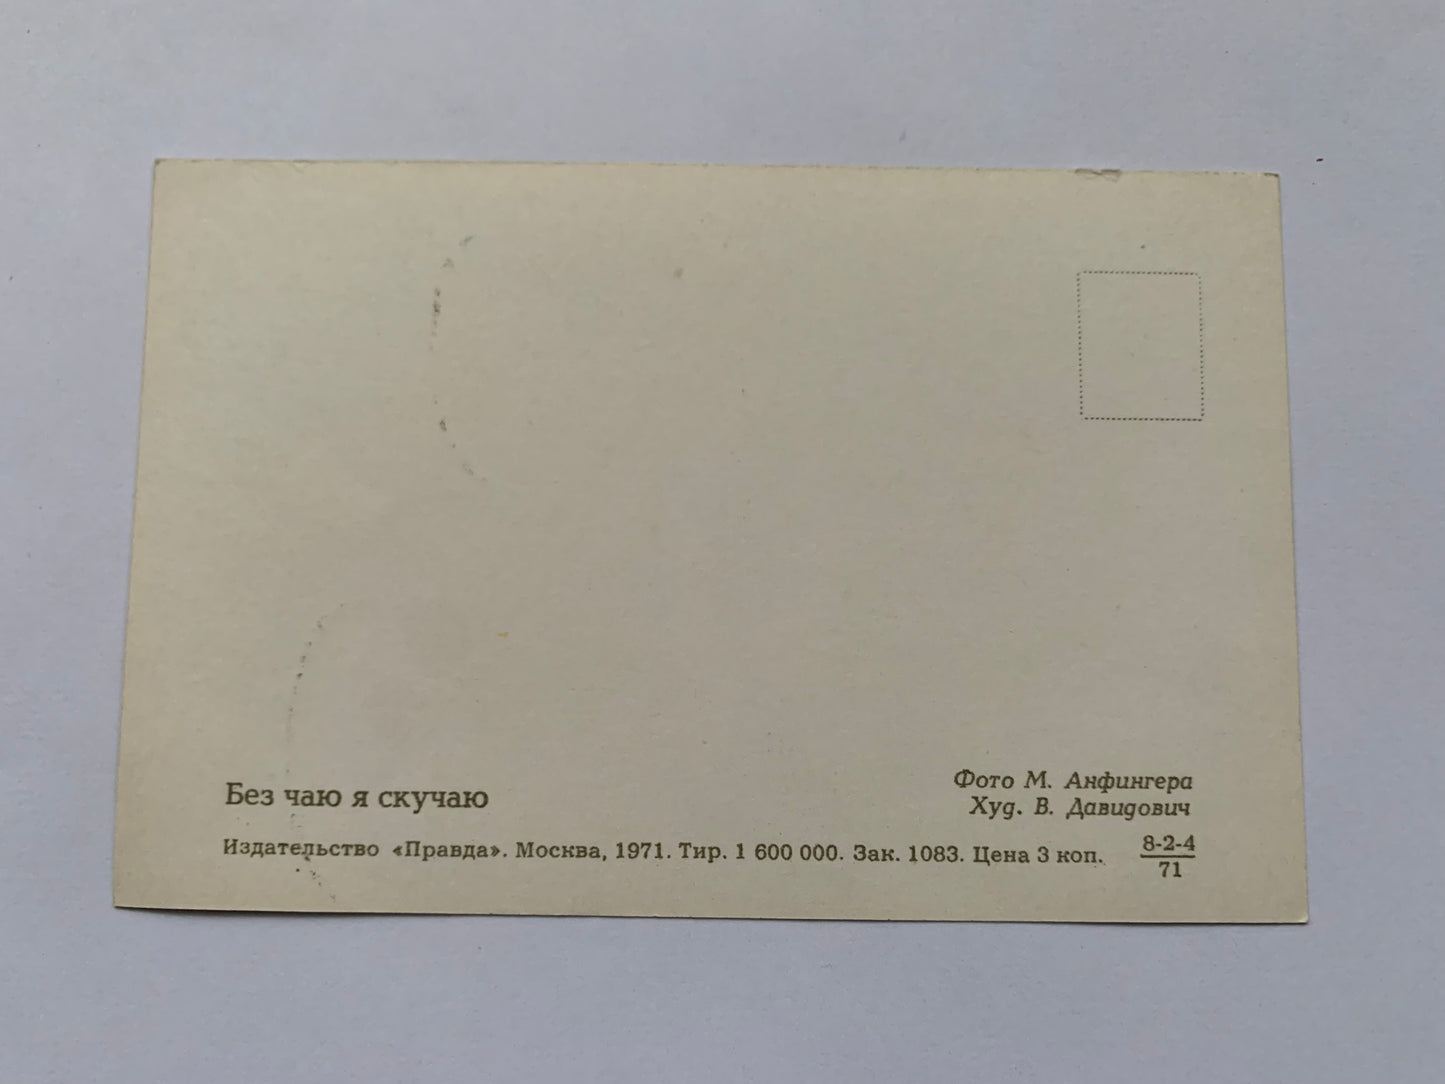 Без чаю я скучаю
Фото М. Анфингера
Худ. В. Давидович
Издательство «Правда». Москва, 1971. Тир. 1 600 000. Зак. 1083. Цена 3 коп.
8-2-4
71